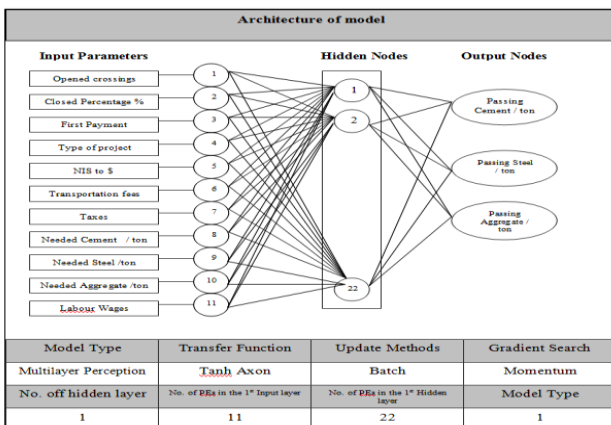 Architecture of model
Input Parameters
Hidden Nodes
Output Nodes
Opened crossings
1
Closed Percentage %
2
First Payment
3
Type of project
4
NIS to $
5
Transportation fees
6
Taxes
7
Needed Cement / ton
8
Needed Steel /ton
9
Needed Aggregate /ton
10
Labour Wages
11
1
2
22
Passing
Cement / ton
Passing Steel
/ ton
Passing
Aggregate /
ton
Model Type Transfer Function Update Methods Gradient Search
Multilayer Perception Tanh Axon Batch Momentum
No. off hidden layer No. of PEs in the 1st Input layer No. of PEs in the 1st Hidden
layer Model Type
1 11 22 1